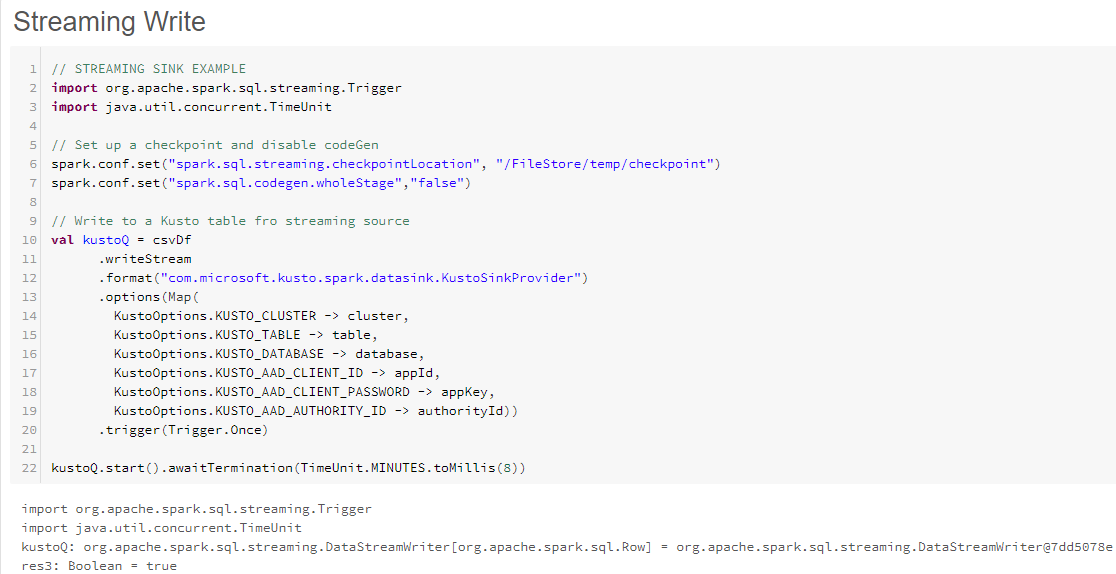 Streaming Write
1 // STREAMING SINK EXAMPLE
2 import org.apache.spark.sql.streaming.Trigger
3 import java.util.concurrent.TimeUnit
4
5 // Set up a checkpoint and disable codeGen
6 spark.conf.set("spark.sql.streaming.checkpointLocation", "/FileStore/temp/checkpoint")
7 spark.conf.set("spark.sql.codegen.wholeStage","false")
8
9 // Write to a Kusto table fro streaming source
10 val kustoQ = csvDf
11 .writeStream
12 .format("com.microsoft.kusto.spark.datasink.KustoSinkProvider")
13 .options(Map(
14 KustoOptions.KUSTO_CLUSTER -> cluster,
15 KustoOptions.KUSTO_TABLE -> table,
16 KustoOptions.KUSTO_DATABASE -> database,
17 KustoOptions.KUSTO_AAD_CLIENT_ID -> appId,
18 KustoOptions.KUSTO_AAD_CLIENT_PASSWORD -> appKey,
19 KustoOptions.KUSTO_AAD_AUTHORITY_ID -> authorityId))
20 .trigger(Trigger.Once)
21
22 kustoQ.start().awaitTermination(TimeUnit.MINUTES.toMillis(8))
import org.apache.spark.sql.streaming.Trigger
import java.util.concurrent.TimeUnit
kustoQ: org.apache.spark.sql.streaming.DataStreamWriter[org.apache.spark.sql.Row] = org.apache.spark.sql.streaming.DataStreamWriter@7dd5078e
res3: Boolean = true